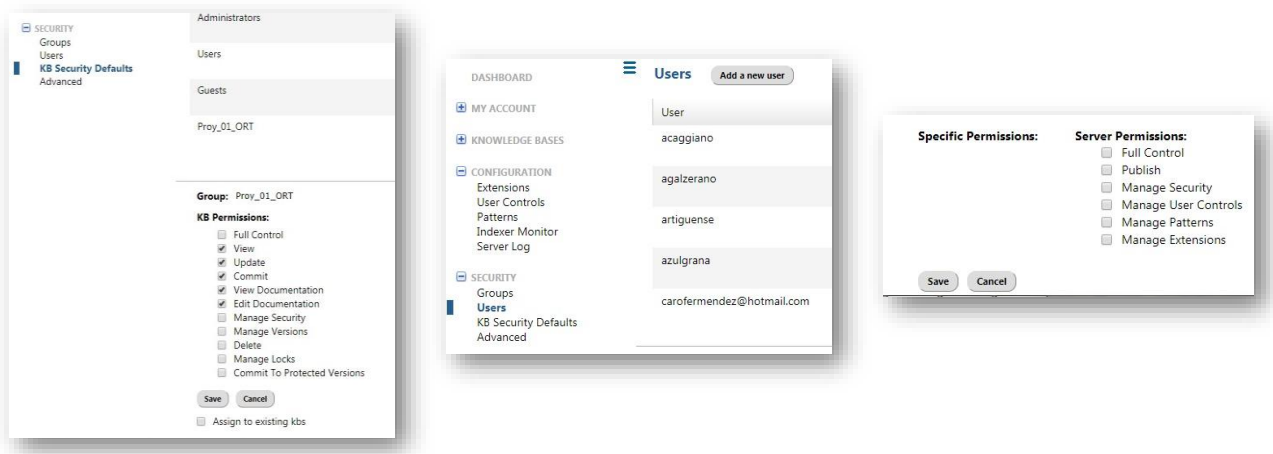 SECURITY
Groups
Users
KB Security Defaults
Advanced
Administrators
Users
Guests
Proy_01_ORT
Group: Proy_01_ORT
KB Permissions:
Full Control
View
Update
Commit
View Documentation
Edit Documentation
Manage Security
Manage Versions
Delete
Manage Locks
Commit To Protected Versions
Save Cancel
Assign to existing kbs
DASHBOARD
MY ACCOUNT
KNOWLEDGE BASES
CONFIGURATION
Extensions
User Controls
Patterns
Indexer Monitor
Server Log
SECURITY
Groups
Users
KB Security Defaults
Advanced
Users Add a new user
User
acaggiano
agalzerano
artiguense
azulgrana
carofermendez@hotmail.com
Specific Permissions:
Server Permissions:
Full Control
Publish
Manage Security
Manage User Controls
Manage Patterns
Manage Extensions
Save Cancel